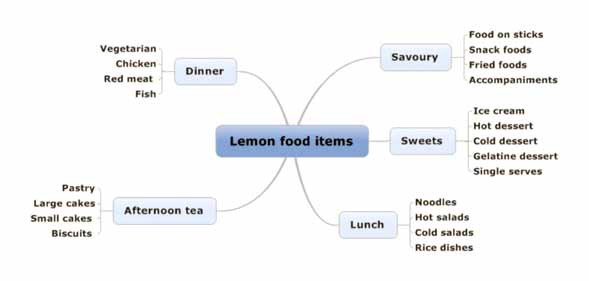 Lemon food items
Savoury
Food on sticks
Snack foods
Fried foods
Accompaniments
Sweets
Ice cream
Hot dessert
Cold dessert
Gelatine dessert
Single serves
Lunch
Noodles
Hot salads
Cold salads
Rice dishes
Afternoon tea
Pastry
Large cakes
Small cakes
Biscuits
Dinner
Vegetarian
Chicken
Red meat
Fish